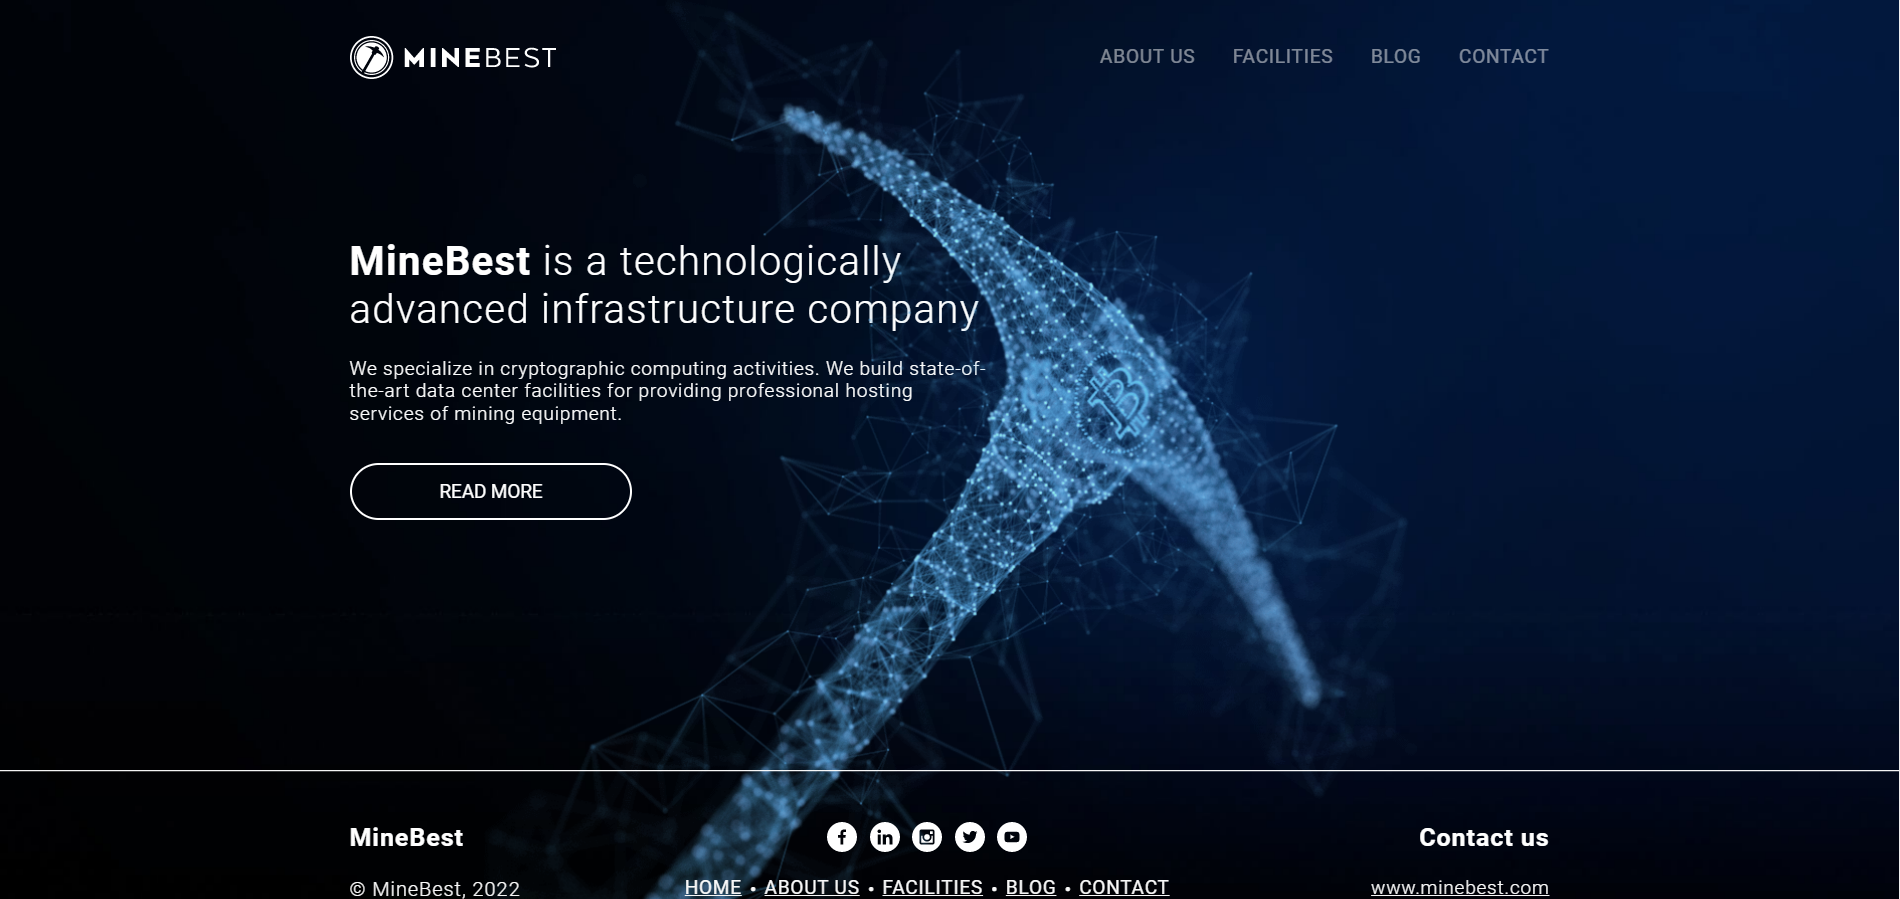 MINEBEST
ABOUT US FACILITIES BLOG CONTACT
MineBest is a technologically
advanced infrastructure company
We specialize in cryptographic computing activities. We build state-of-
the-art data center facilities for providing professional hosting
services of mining equipment.
READ MORE
MineBest
Contact us
© MineBest, 2022
HOME • ABOUT US • FACILITIES • BLOG • CONTACT
www.minebest.com